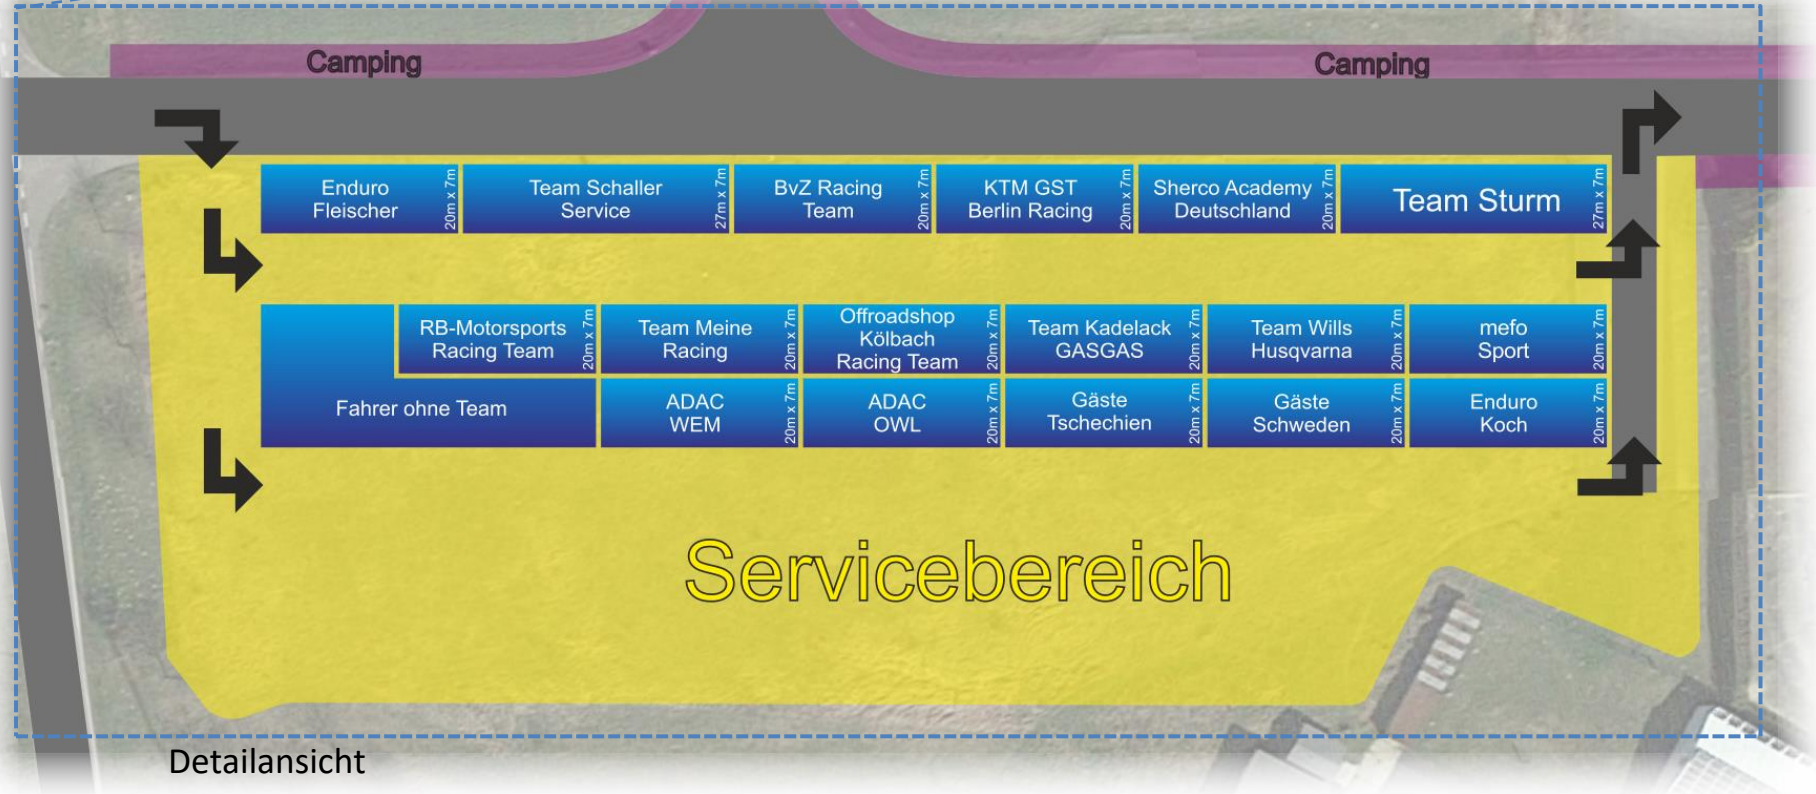 Camping
Camping
Enduro
Fleischer
20m x 7m
Team Schaller
Service
27m x 7m
BvZ Racing
Team
20m x 7m
KTM GST
Berlin Racing
20m x 7m
Sherco Academy
Deutschland
20m x 7m
Team Sturm
27m x 7m
RB-Motorsports
Racing Team
20m x 7m
Team Meine
Racing
20m x 7m
Offroadshop
Kölbach
Racing Team
20m x 7m
Team Kadelack
GASGAS
20m x 7m
Team Wills
Husqvarna
20m x 7m
mefo
Sport
20m x 7m
Fahrer ohne Team
ADAC
WEM
20m x 7m
ADAC
OWL
20m x 7m
Gäste
Tschechien
20m x 7m
Gäste
Schweden
20m x 7m
Enduro
Koch
20m x 7m
Servicebereich
Detailansicht